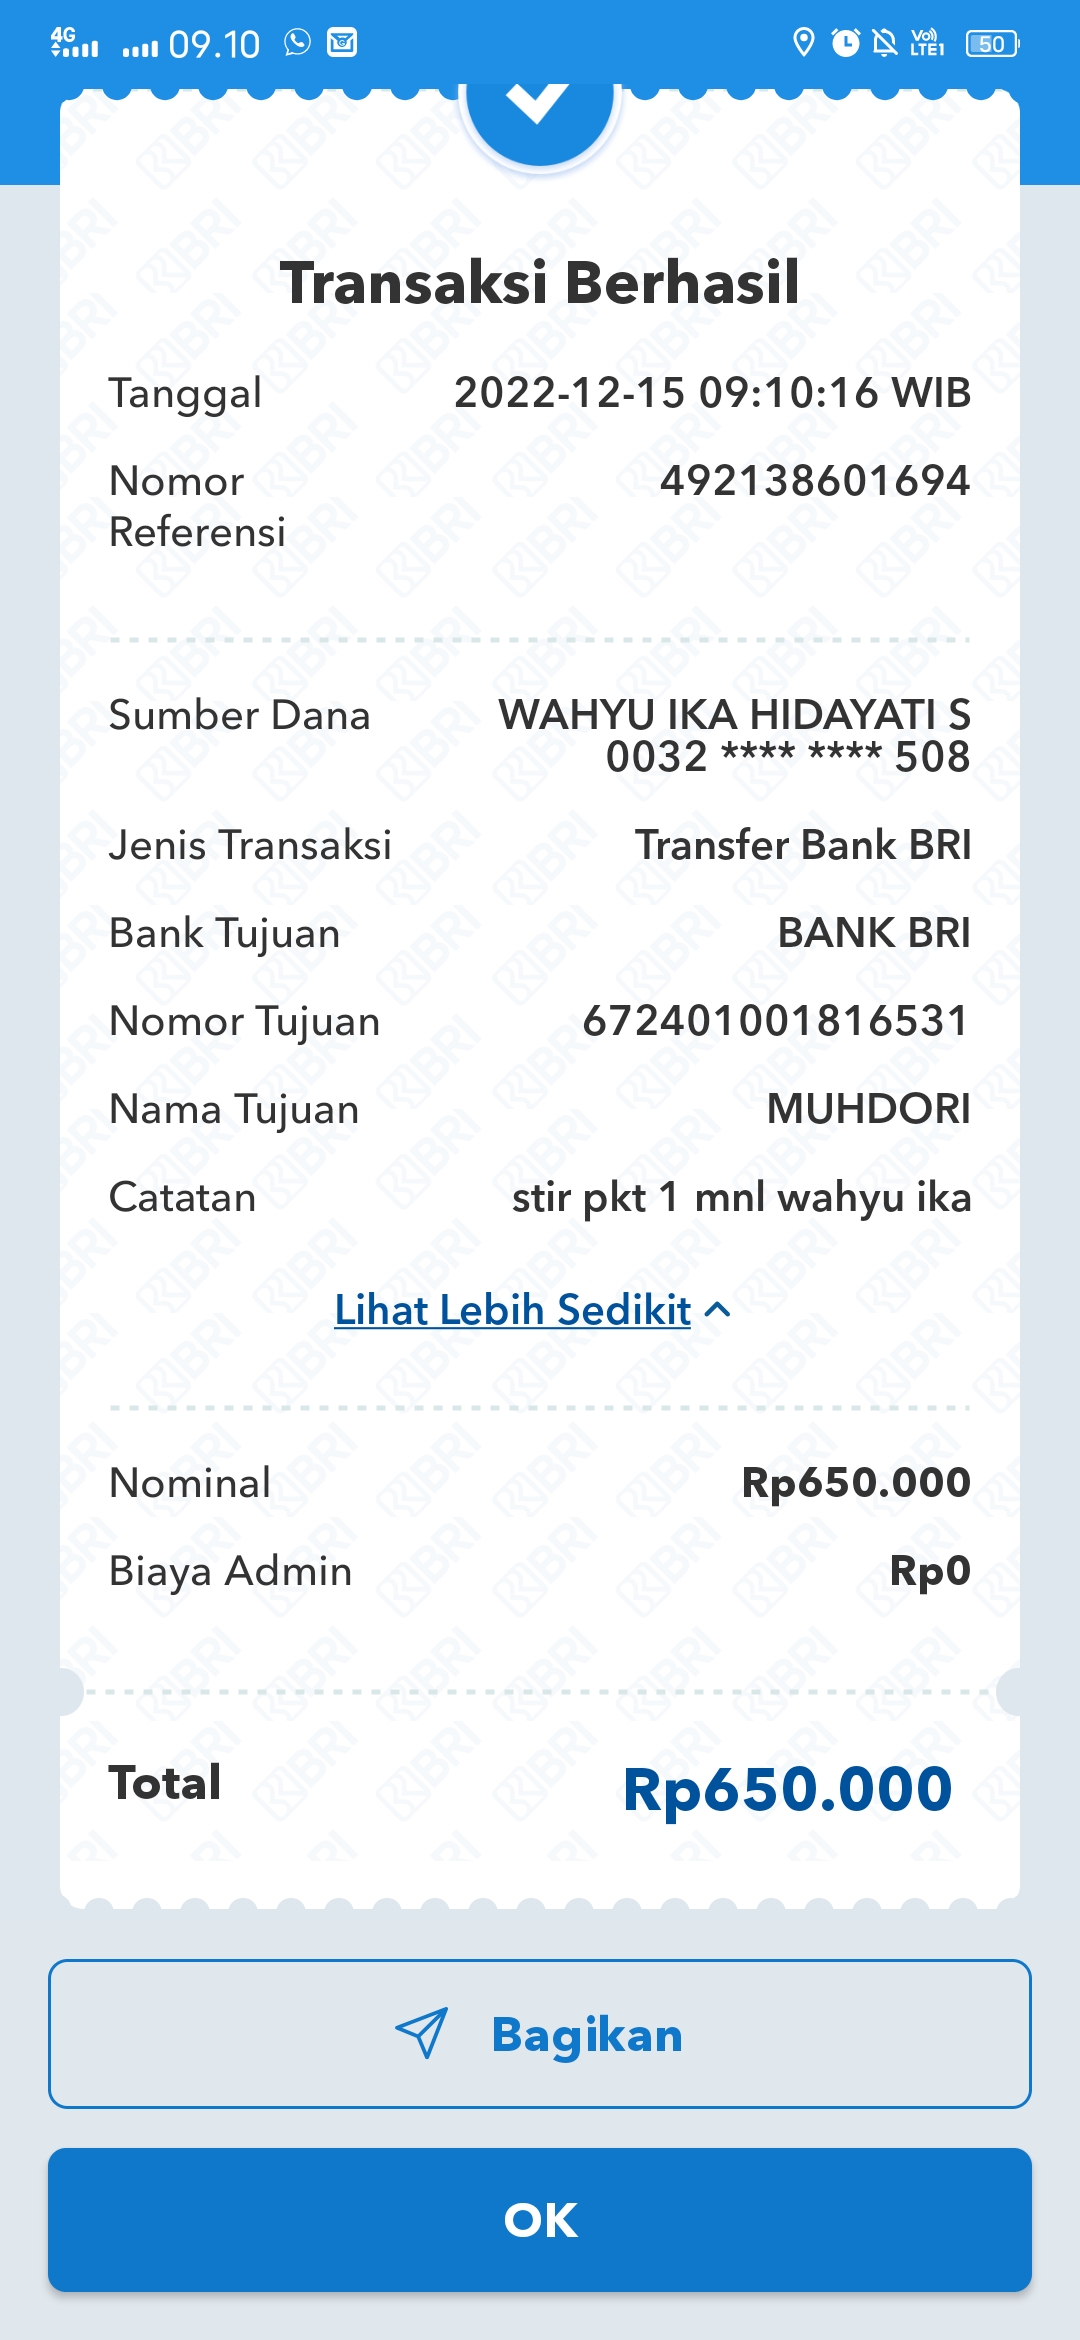 4G 09.10 Vo) LTE1 50
Transaksi Berhasil
Tanggal 2022-12-15 09:10:16 WIB
Nomor 492138601694
Referensi
Sumber Dana WAHYU IKA HIDAYATI S
0032 **** **** 508
Jenis Transaksi Transfer Bank BRI
Bank Tujuan BANK BRI
Nomor Tujuan 672401001816531
Nama Tujuan MUHDORI
Catatan stir pkt 1 mnl wahyu ika
Lihat Lebih Sedikit
Nominal Rp650.000
Biaya Admin Rp0
Total Rp650.000
Bagikan
OK